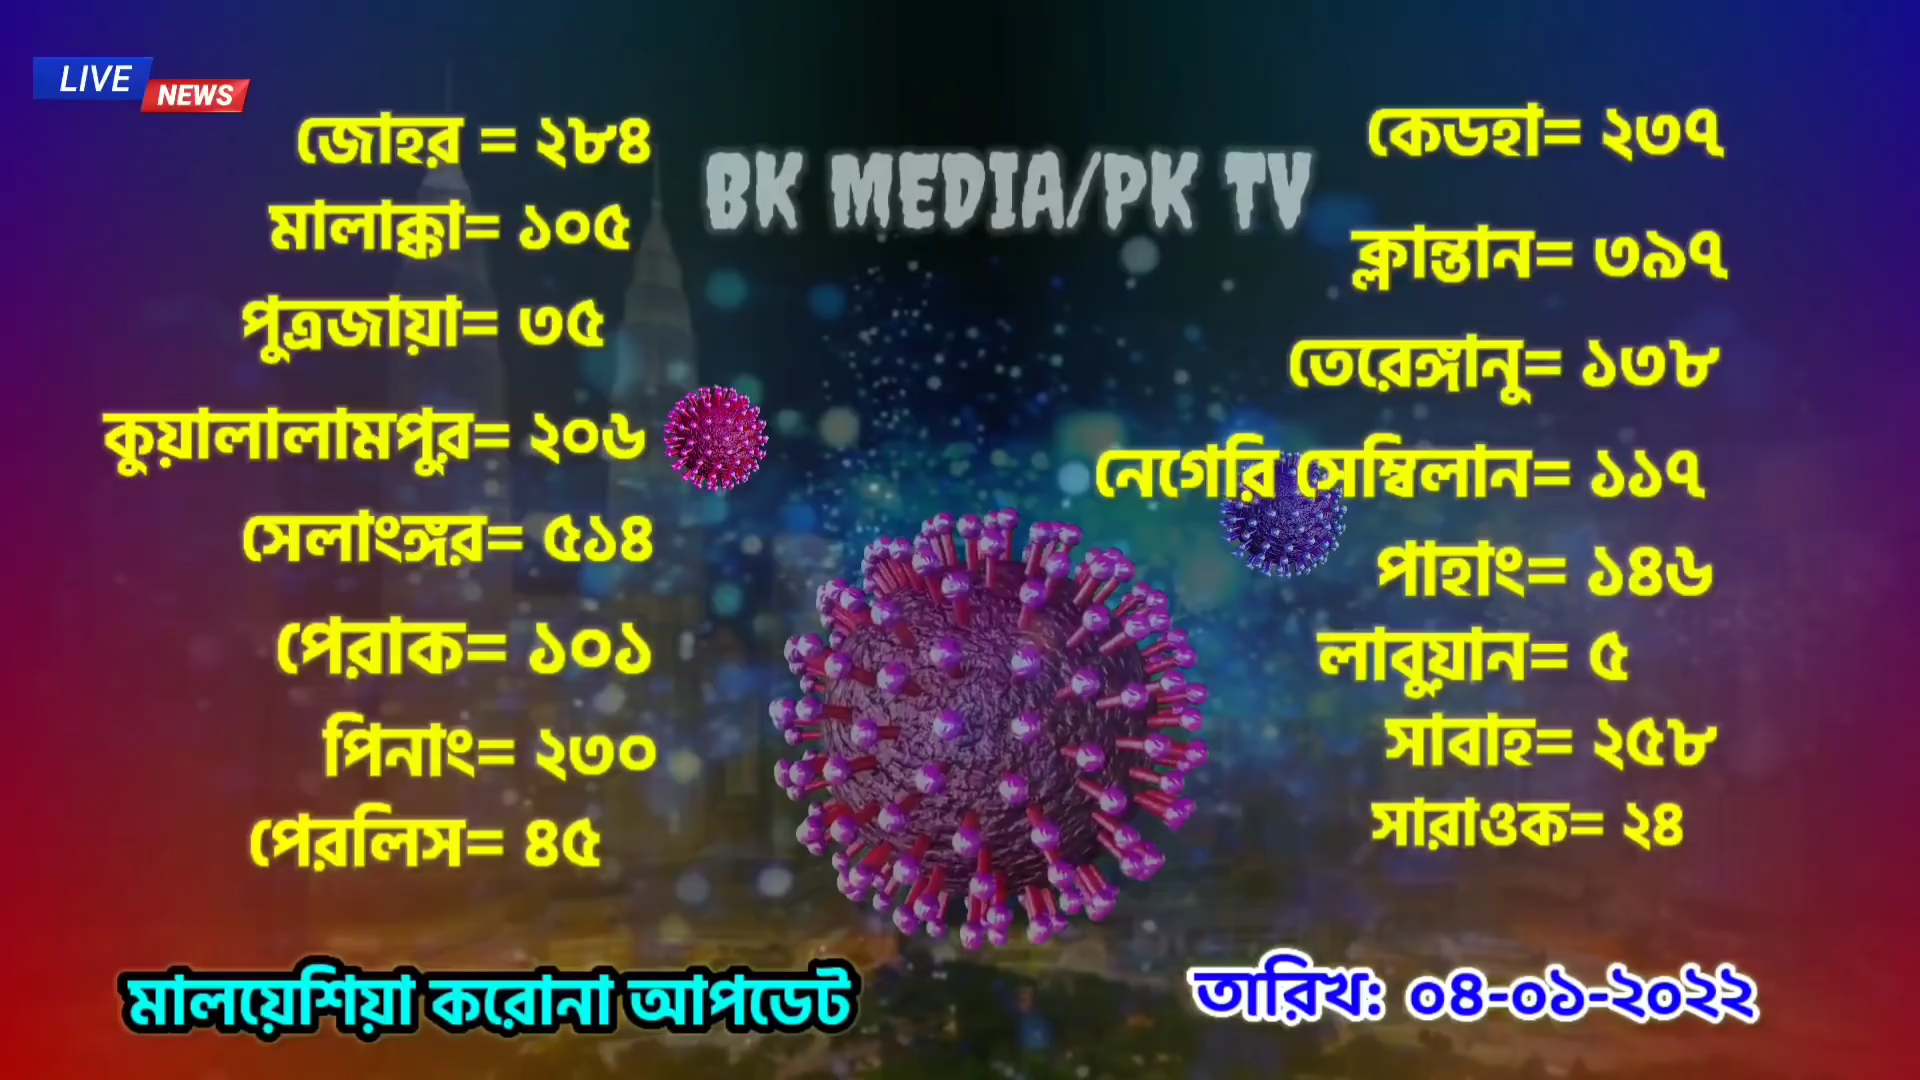 LIVE
NEWS
জোহর = ২৮৪
মালাক্কা= ১০৫
পুত্রজায়া= ৩৫
কুয়ালালামপুর= ২০৬
সেলাংঙ্গর= ৫১৪
পেরাক= ১০১
পিনাং= ২৩০
পেরলিস= ৪৫
BK MEDIA/PK TV
কেডহা= ২৩৭
ক্লান্তান= ৩৯৭
তেরেঙ্গানু= ১৩৮
নেগেরি সেম্বিলান= ১১৭
পাহাং= ১৪৬
লাবুয়ান= ৫
সাবাহ= ২৫৮
সারাওক= ২৪
মালয়েশিয়া করোনা আপডেট
তারিখ: ০৪-০১-২০২২